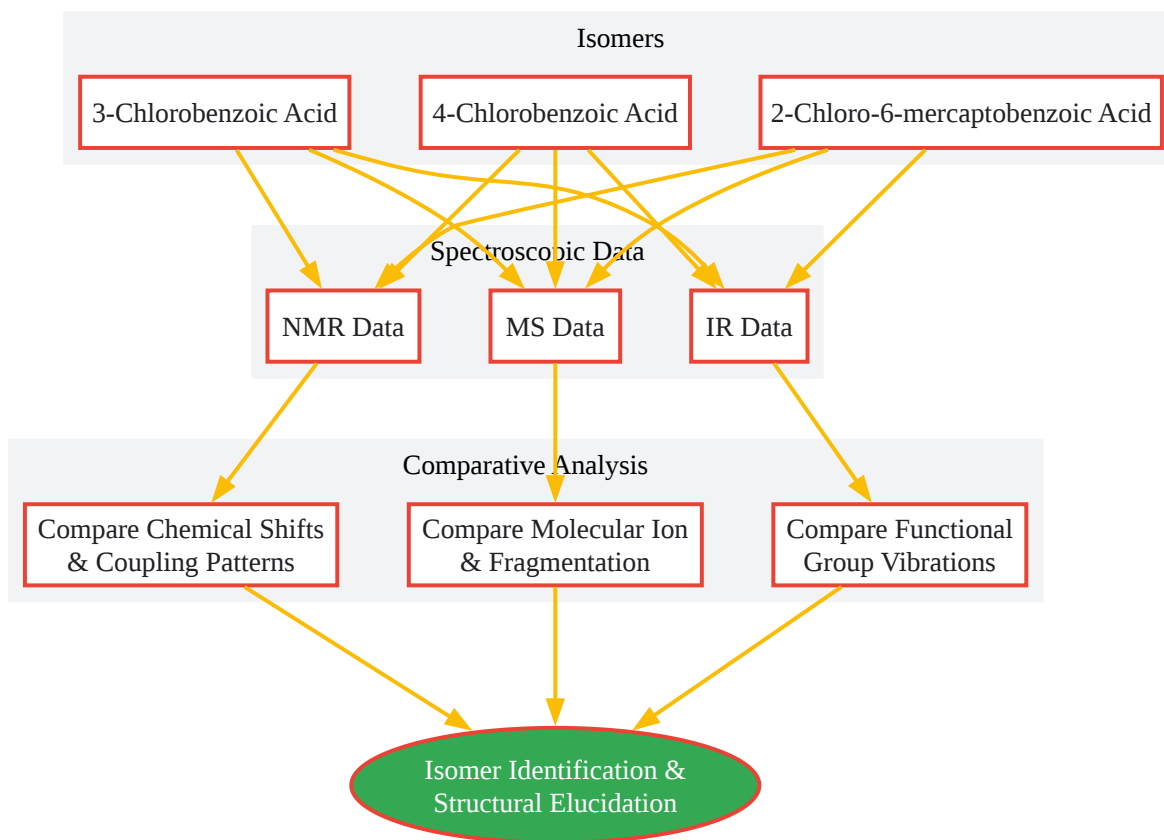 Isomers
3-Chlorobenzoic Acid
4-Chlorobenzoic Acid
2-Chloro-6-mercaptobenzoic Acid
Spectroscopic Data
NMR Data
MS Data
IR Data
Comparative Analysis
Compare Chemical Shifts
& Coupling Patterns
Compare Molecular Ion
& Fragmentation
Compare Functional
Group Vibrations
Isomer Identification &
Structural Elucidation